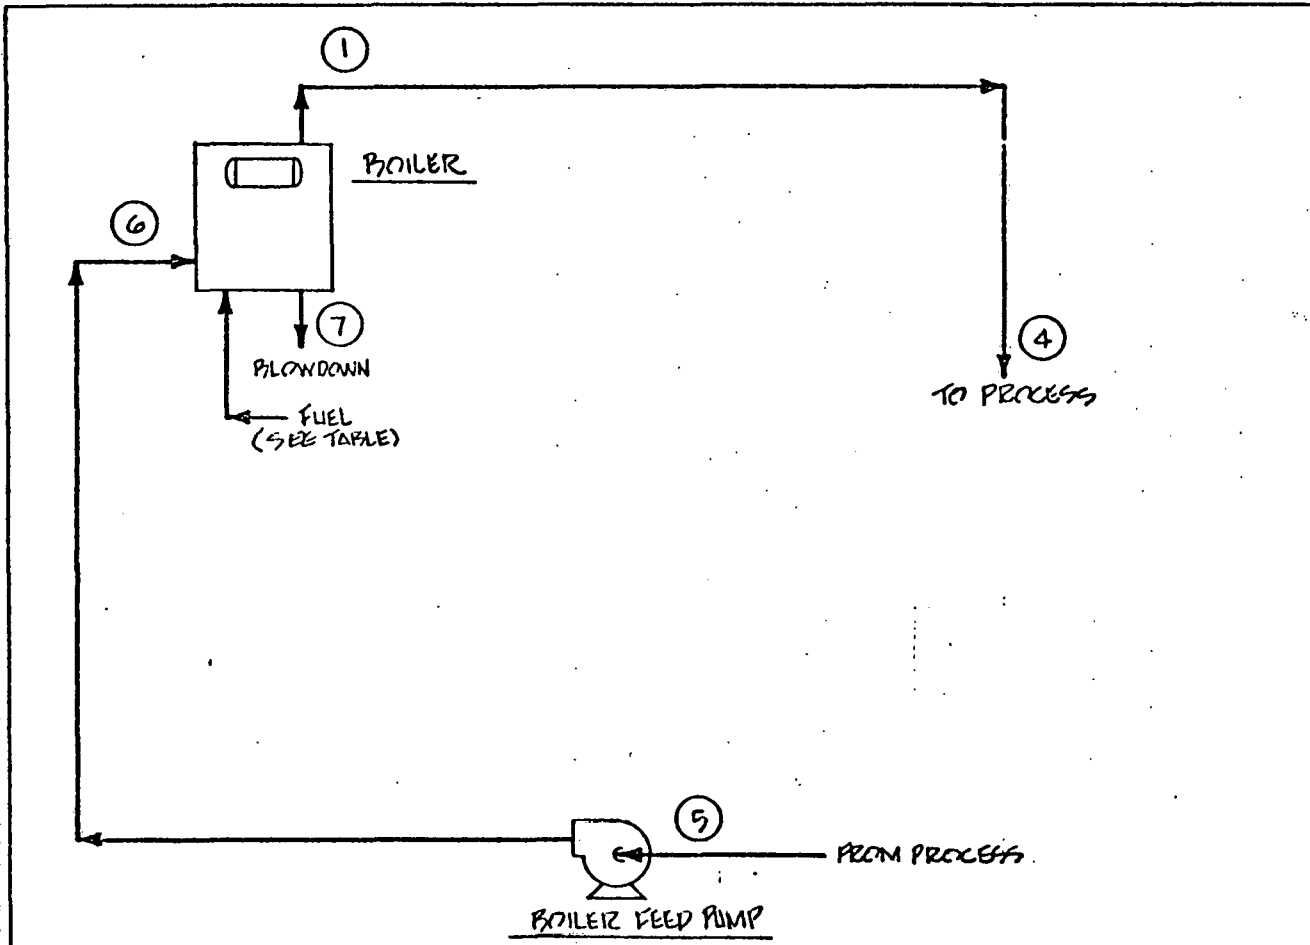 1
BOILER
6
7
BLOWDOWN
FUEL
(SEE TABLE)
4
TO PROCESS
5
FROM PROCESS
BOILER FEED PUMP